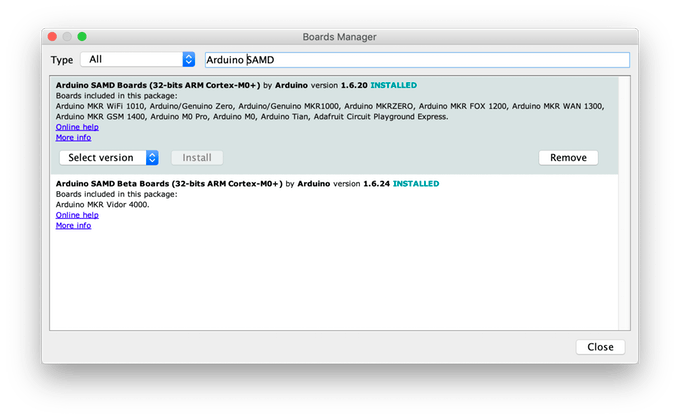 Boards Manager
Type All Arduino SAMD
Arduino SAMD Boards (32-bits ARM Cortex-M0+) by Arduino version 1.6.20 INSTALLED
Boards included in this package:
Arduino MKR WiFi 1010, Arduino/Genuino Zero, Arduino/Genuino MKR1000, Arduino MKRZERO, Arduino MKR FOX 1200, Arduino MKR WAN 1300,
Arduino MKR GSM 1400, Arduino M0 Pro, Arduino M0, Arduino Tian, Adafruit Circuit Playground Express.
Online help
More info
Select version Install Remove
Arduino SAMD Beta Boards (32-bits ARM Cortex-M0+) by Arduino version 1.6.24 INSTALLED
Boards included in this package:
Arduino MKR Vidor 4000.
Online help
More info
Close